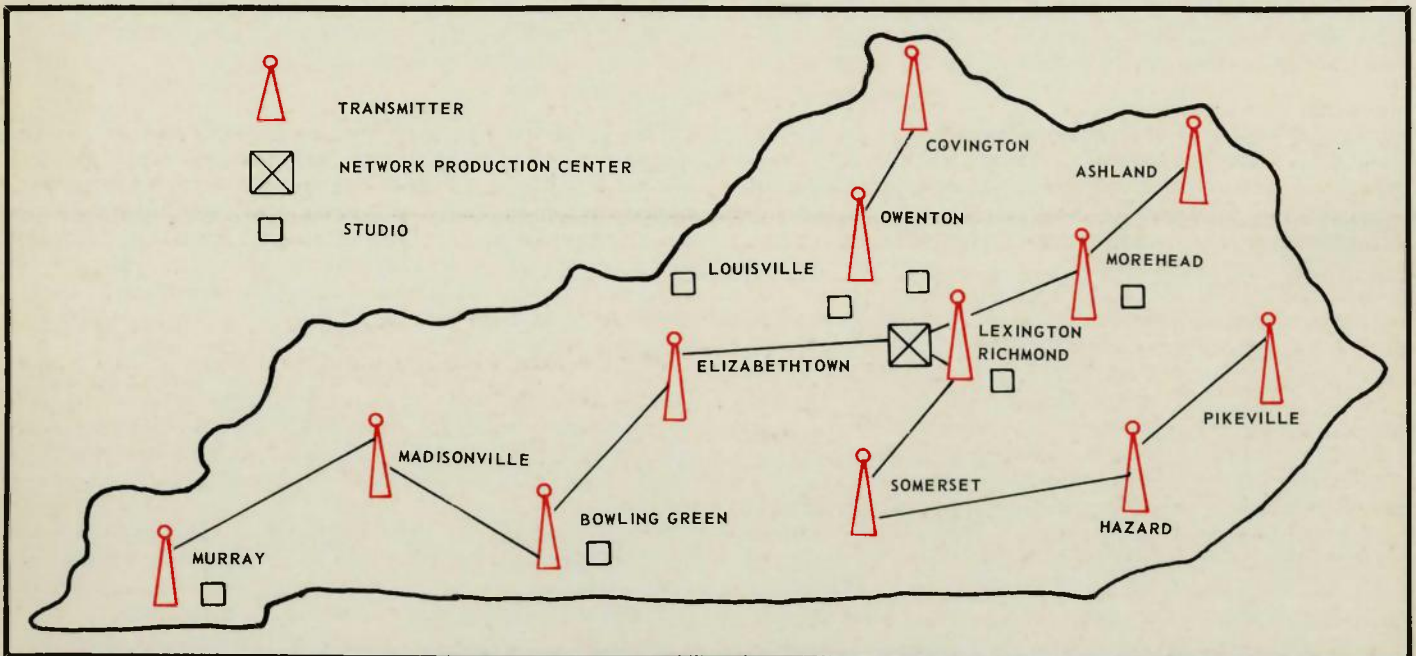 TRANSMITTER
NETWORK PRODUCTION CENTER
STUDIO
COVINGTON
ASHLAND
OWENTON
MOREHEAD
LOUISVILLE
LEXINGTON
RICHMOND
ELIZABETHTOWN
PIKEVILLE
MADISONVILLE
SOMERSET
BOWLING GREEN
HAZARD
MURRAY